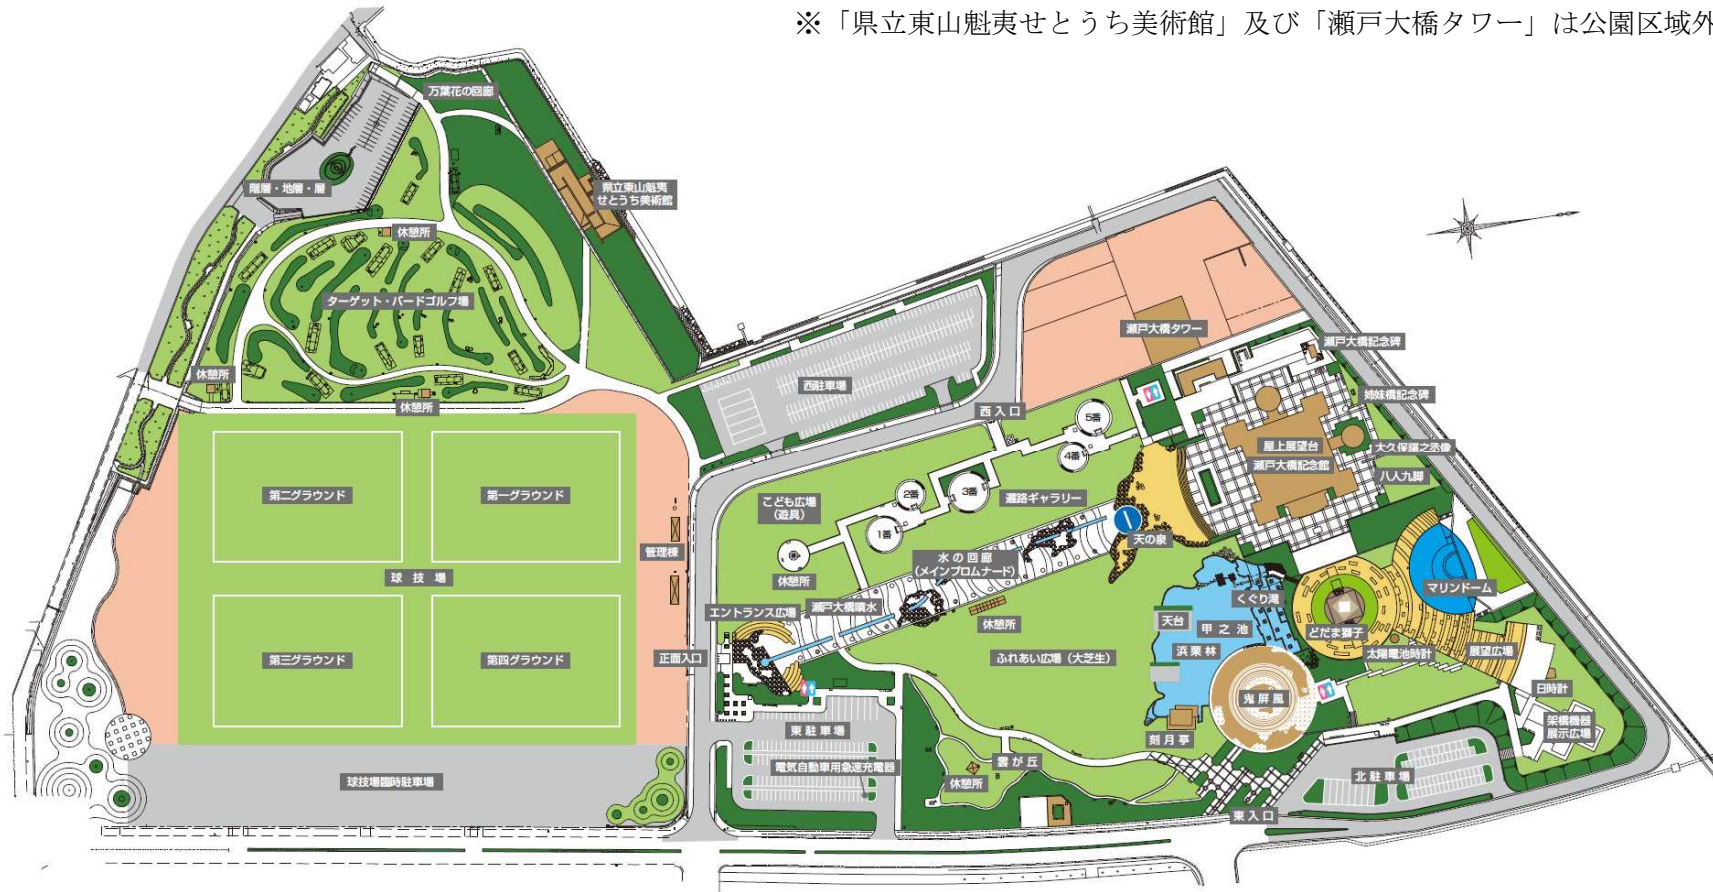 ※「県立東山魁夷せとうち美術館」及び「瀬戸大橋タワー」は公園区域外
万葉花の回廊
階層・地層・層
県立東山魁夷
せとうち美術館
休憩所
ターゲット・バードゴルフ場
瀬戸大橋タワー
瀬戸大橋記念碑
休憩所
西駐車場
姉妹橋記念碑
休憩所
西入口
5番
屋上展望台
大久保諶之丞像
4番
瀬戸大橋記念館
八人九脚
第二グラウンド
第一グラウンド
こども広場
(遊具)
2番
3番
遍路ギャラリー
1番
天の泉
管理棟
水の回廊
(メインプロムナード)
球技場
休憩所
マリンドーム
エントランス広場
瀬戸大橋噴水
くぐり滝
休憩所
天台
甲之池
どだま獅子
第三グラウンド
第四グラウンド
正面入口
ふれあい広場(大芝生)
浜栗林
太陽電池時計
展望広場
鬼屏風
日時計
東駐車場
刻月亭
架橋機器
展示広場
電気自動車用急速充電器
雲が丘
球技場臨時駐車場
休憩所
北駐車場
東入口